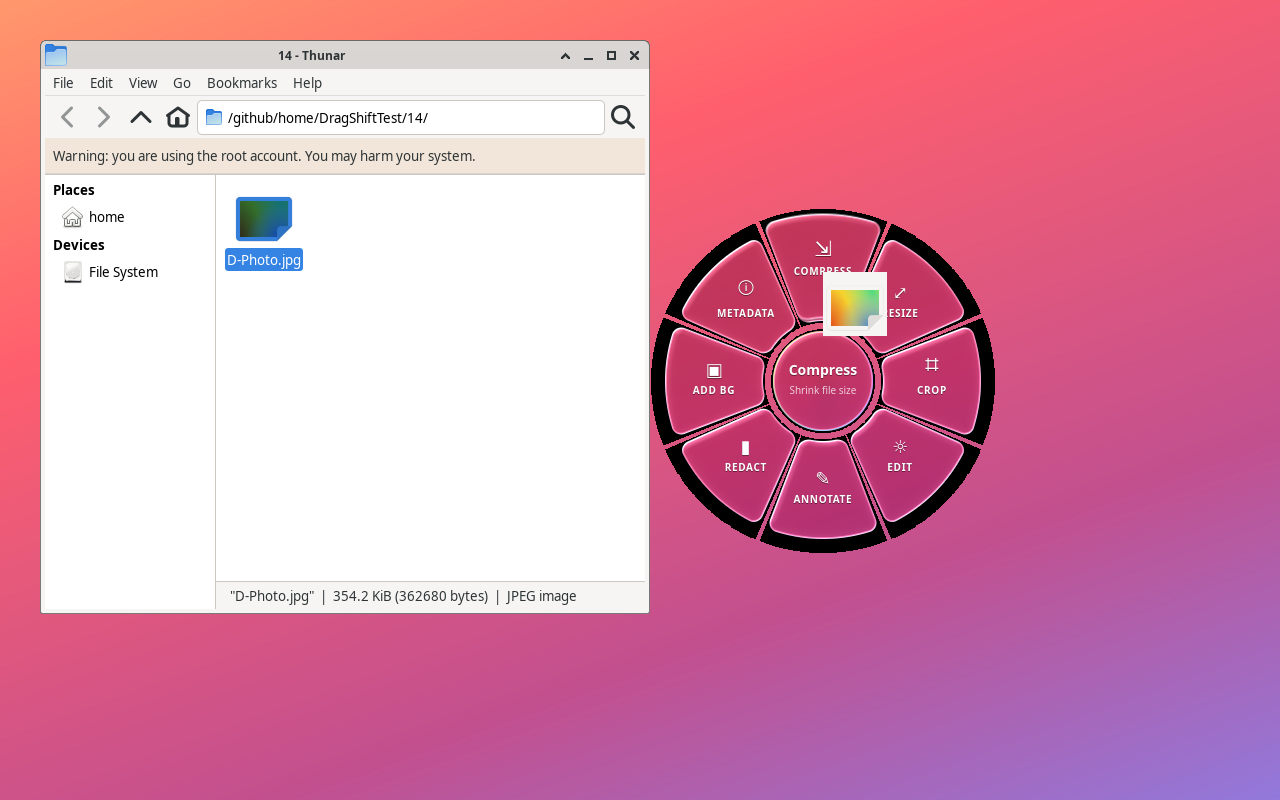 14 - Thunar
File Edit View Go Bookmarks Help
/github/home/DragShiftTest/14/
Warning: you are using the root account. You may harm your system.
Places
home
Devices
File System
D-Photo.jpg
"D-Photo.jpg" | 354.2 KiB (362680 bytes) | JPEG image
COMPRESS
METADATA
ESIZE
ADD BG
Compress
Shrink file size
CROP
REDACT
EDIT
ANNOTATE